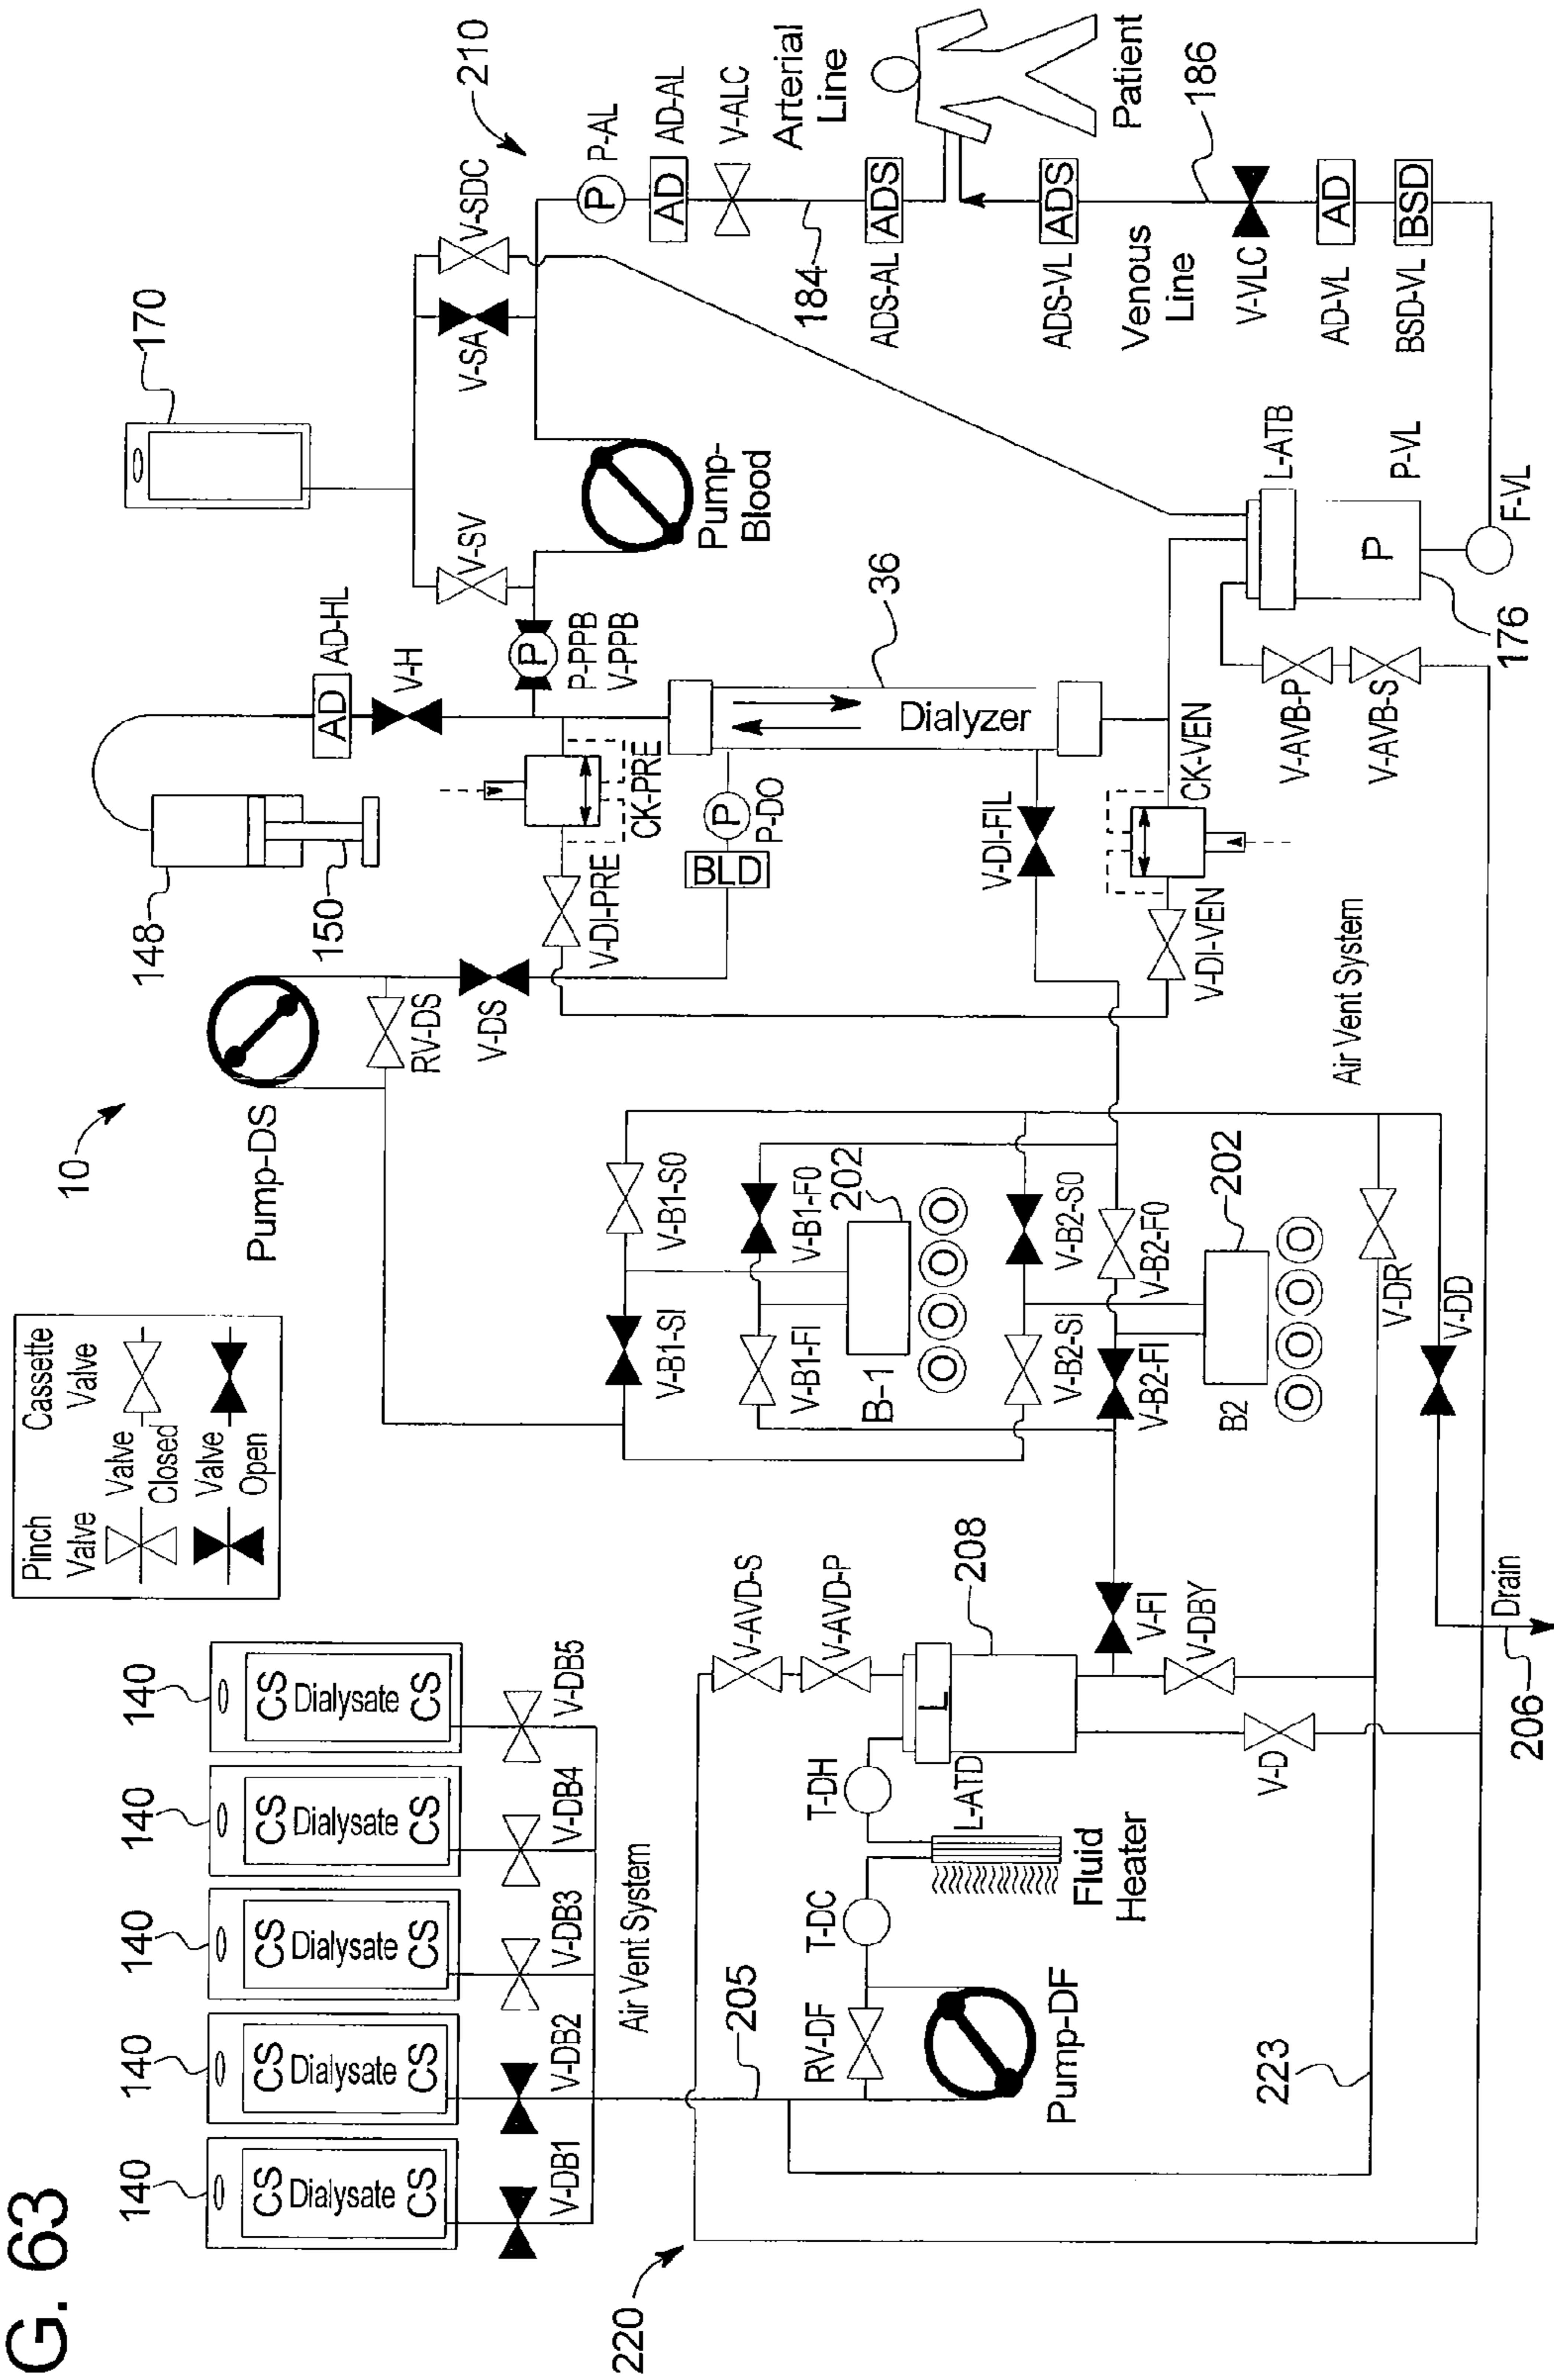 G. 63
Pinch Valve
Cassette Valve
Valve Closed
Valve Open
10
140
140
140
140
140
CS Dialysate CS
CS Dialysate CS
CS Dialysate CS
CS Dialysate CS
CS Dialysate CS
V-DB1
V-DB2
V-DB3
V-DB4
V-DB5
Air Vent System
205
220
V-AVD-S
V-AVD-P
208
L
L-ATD
T-DH
T-DC
Fluid Heater
RV-DF
Pump-DF
V-FI
V-DBY
V-D
223
Drain
206
Pump-DS
RV-DS
V-DS
V-B1-S0
V-B1-SI
V-B1-F0
V-B1-FI
202
B-1
V-B2-S0
V-B2-SI
V-B2-F0
V-B2-FI
202
B2
V-DR
V-DD
148
150
AD
AD-HL
V-H
CK-PRE
V-DI-PRE
P
P-DO
BLD
V-DI-FIL
CK-VEN
V-DI-VEN
Air Vent System
Dialyzer
36
P
P-PPB
V-PPB
170
V-SV
V-SA
V-SDC
210
Pump-Blood
P
P-AL
AD
AD-AL
V-ALC
Arterial Line
184
ADS
ADS-AL
Patient
ADS
ADS-VL
Venous Line
186
V-VLC
AD
AD-VL
BSD
BSD-VL
L-ATB
P
P-VL
F-VL
176
V-AVB-P
V-AVB-S